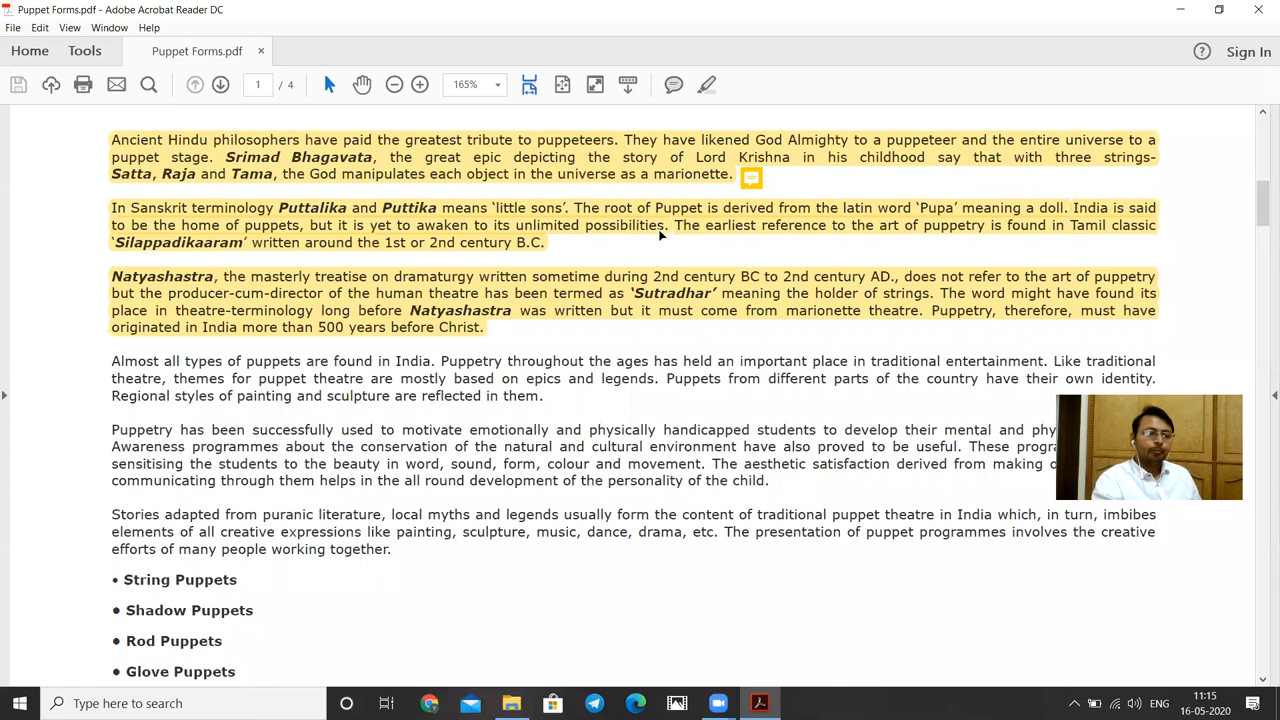 Puppet Forms.pdf - Adobe Acrobat Reader DC
File Edit View Window Help
Home Tools Puppet Forms.pdf × ? Sign In
1 / 4 165%
Ancient Hindu philosophers have paid the greatest tribute to puppeteers. They have likened God Almighty to a puppeteer and the entire universe to a
puppet stage. Srimad Bhagavata, the great epic depicting the story of Lord Krishna in his childhood say that with three strings-
Satta, Raja and Tama, the God manipulates each object in the universe as a marionette.
In Sanskrit terminology Puttalika and Puttika means ‘little sons’. The root of Puppet is derived from the latin word ‘Pupa’ meaning a doll. India is said
to be the home of puppets, but it is yet to awaken to its unlimited possibilities. The earliest reference to the art of puppetry is found in Tamil classic
‘Silappadikaaram’ written around the 1st or 2nd century B.C.
Natyashastra, the masterly treatise on dramaturgy written sometime during 2nd century BC to 2nd century AD., does not refer to the art of puppetry
but the producer-cum-director of the human theatre has been termed as ‘Sutradhar’ meaning the holder of strings. The word might have found its
place in theatre-terminology long before Natyashastra was written but it must come from marionette theatre. Puppetry, therefore, must have
originated in India more than 500 years before Christ.
Almost all types of puppets are found in India. Puppetry throughout the ages has held an important place in traditional entertainment. Like traditional
theatre, themes for puppet theatre are mostly based on epics and legends. Puppets from different parts of the country have their own identity.
Regional styles of painting and sculpture are reflected in them.
Puppetry has been successfully used to motivate emotionally and physically handicapped students to develop their mental and phy
Awareness programmes about the conservation of the natural and cultural environment have also proved to be useful. These progra
sensitising the students to the beauty in word, sound, form, colour and movement. The aesthetic satisfaction derived from making o
communicating through them helps in the all round development of the personality of the child.
Stories adapted from puranic literature, local myths and legends usually form the content of traditional puppet theatre in India which, in turn, imbibes
elements of all creative expressions like painting, sculpture, music, dance, drama, etc. The presentation of puppet programmes involves the creative
efforts of many people working together.
• String Puppets
• Shadow Puppets
• Rod Puppets
• Glove Puppets
Type here to search ENG 11:15
16-05-2020